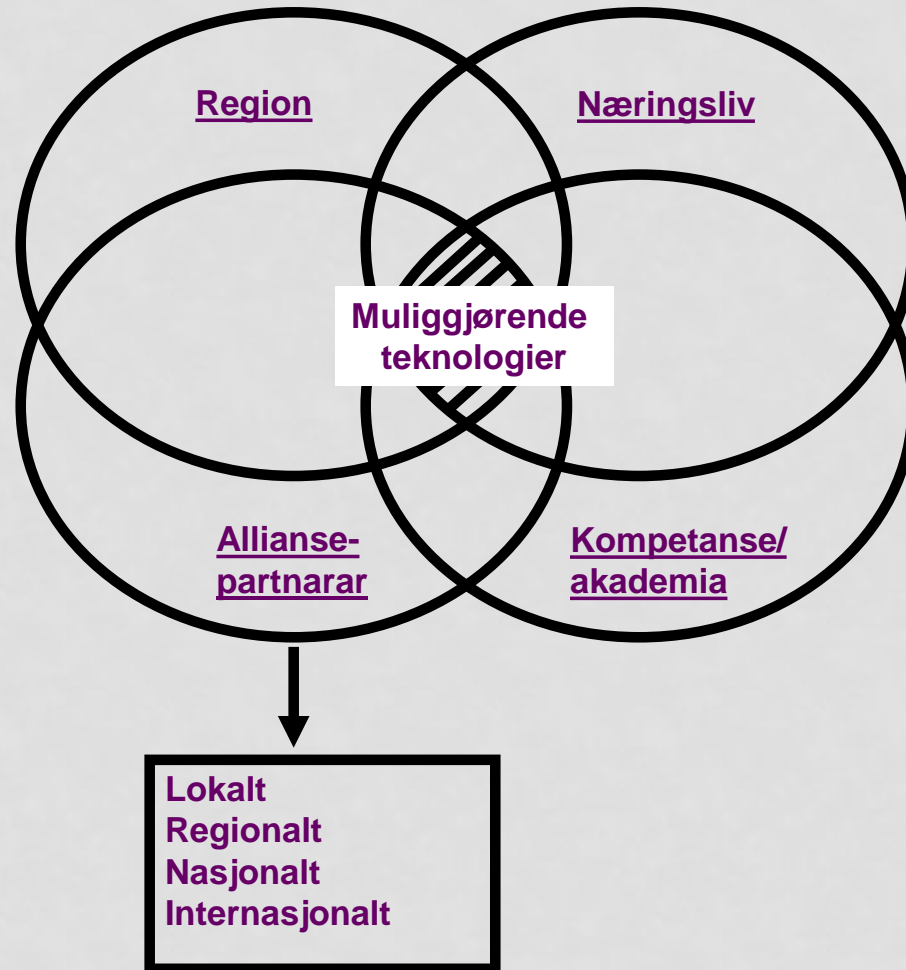 Region
Næringsliv
Muliggjørende
teknologier
Allianse-
partnarar
Kompetanse/
akademia
Lokalt
Regionalt
Nasjonalt
Internasjonalt